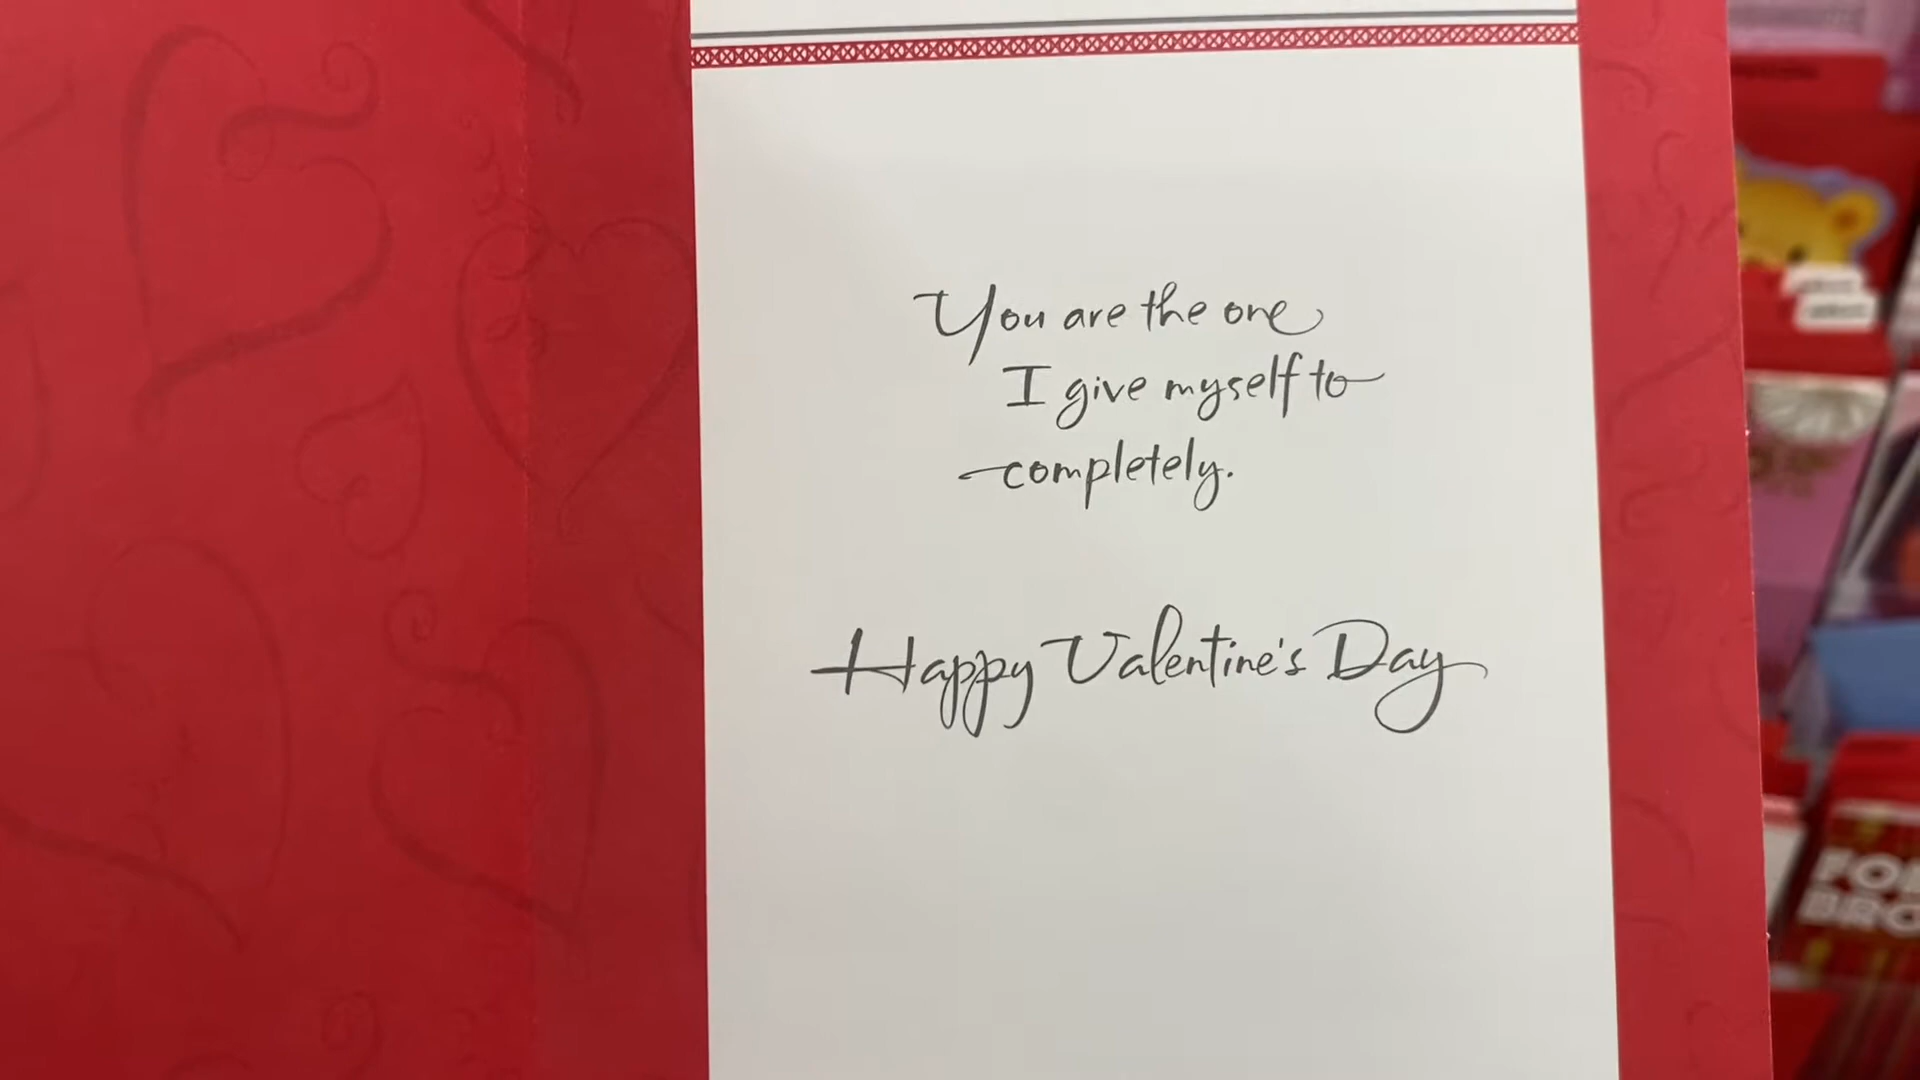 You are the one
I give myself to
completely.
Happy Valentine's Day